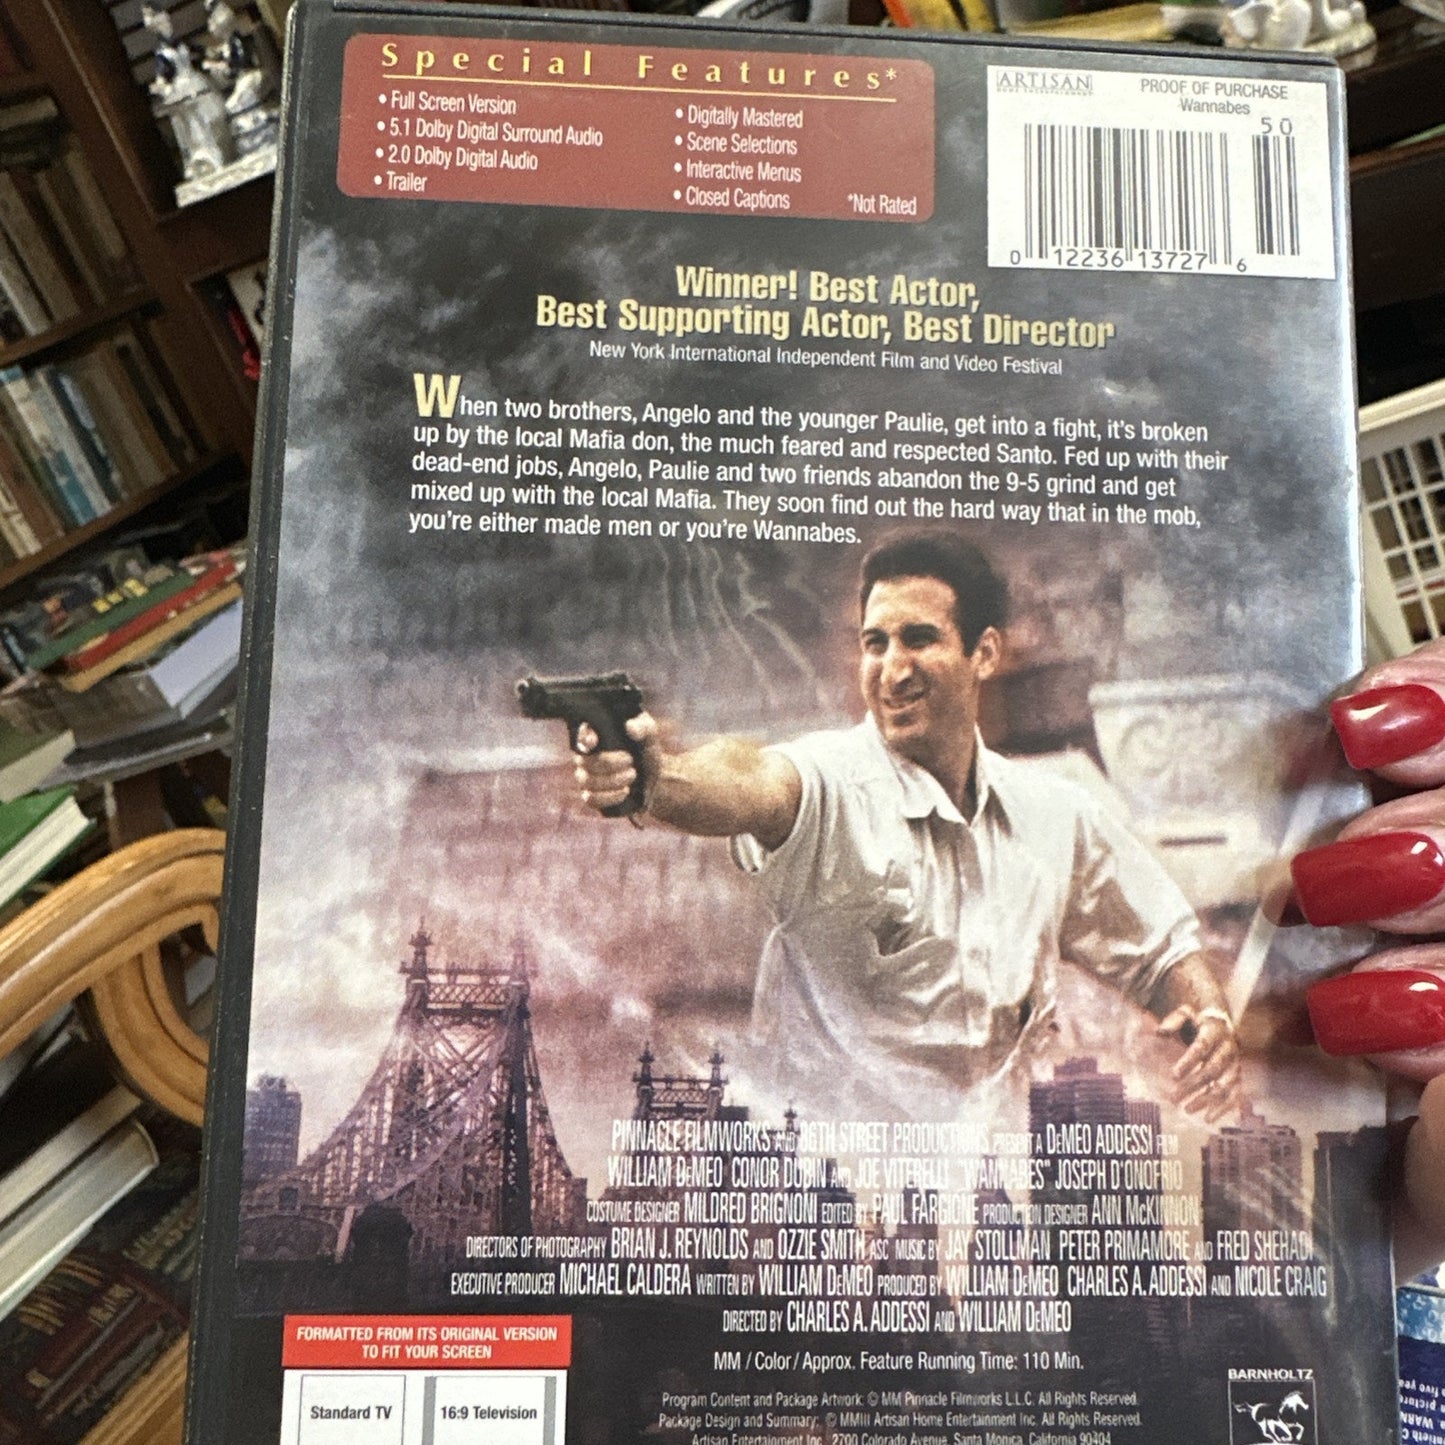 Special Features*
• Full Screen Version
• 5.1 Dolby Digital Surround Audio
• 2.0 Dolby Digital Audio
• Trailer
• Digitally Mastered
• Scene Selections
• Interactive Menus
• Closed Captions
*Not Rated
ARTISAN
HOME ENTERTAINMENT
PROOF OF PURCHASE
Wannabes
50
0 12236 13727 6
Winner! Best Actor,
Best Supporting Actor, Best Director
New York International Independent Film and Video Festival
When two brothers, Angelo and the younger Paulie, get into a fight, it's broken
up by the local Mafia don, the much feared and respected Santo. Fed up with their
dead-end jobs, Angelo, Paulie and two friends abandon the 9-5 grind and get
mixed up with the local Mafia. They soon find out the hard way that in the mob,
you're either made men or you're Wannabes.
PINNACLE FILMWORKS AND 86TH STREET PRODUCTIONS PRESENT A DEMEO ADDESSI FILM
WILLIAM DEMEO CONOR DUBIN AND JOE VITERELLI "WANNABES" JOSEPH D'ONOFRIO
COSTUME DESIGNER MILDRED BRIGNONI EDITED BY PAUL FARGIONE PRODUCTION DESIGNER ANN MCKINNON
DIRECTORS OF PHOTOGRAPHY BRIAN J. REYNOLDS AND OZZIE SMITH ASC MUSIC BY JAY STOLLMAN PETER PRIMAMORE AND FRED SHEHADI
EXECUTIVE PRODUCER MICHAEL CALDERA WRITTEN BY WILLIAM DEMEO PRODUCED BY WILLIAM DEMEO CHARLES A. ADDESSI AND NICOLE CRAIG
DIRECTED BY CHARLES A. ADDESSI AND WILLIAM DEMEO
FORMATTED FROM ITS ORIGINAL VERSION
TO FIT YOUR SCREEN
Standard TV
16:9 Television
MM / Color / Approx. Feature Running Time: 110 Min.
Program Content and Package Artwork: © MM Pinnacle Filmworks L.L.C. All Rights Reserved.
Package Design and Summary: © MMIII Artisan Home Entertainment Inc. All Rights Reserved.
Artisan Entertainment Inc., 2700 Colorado Avenue, Santa Monica, California 90404
BARNHOLTZ